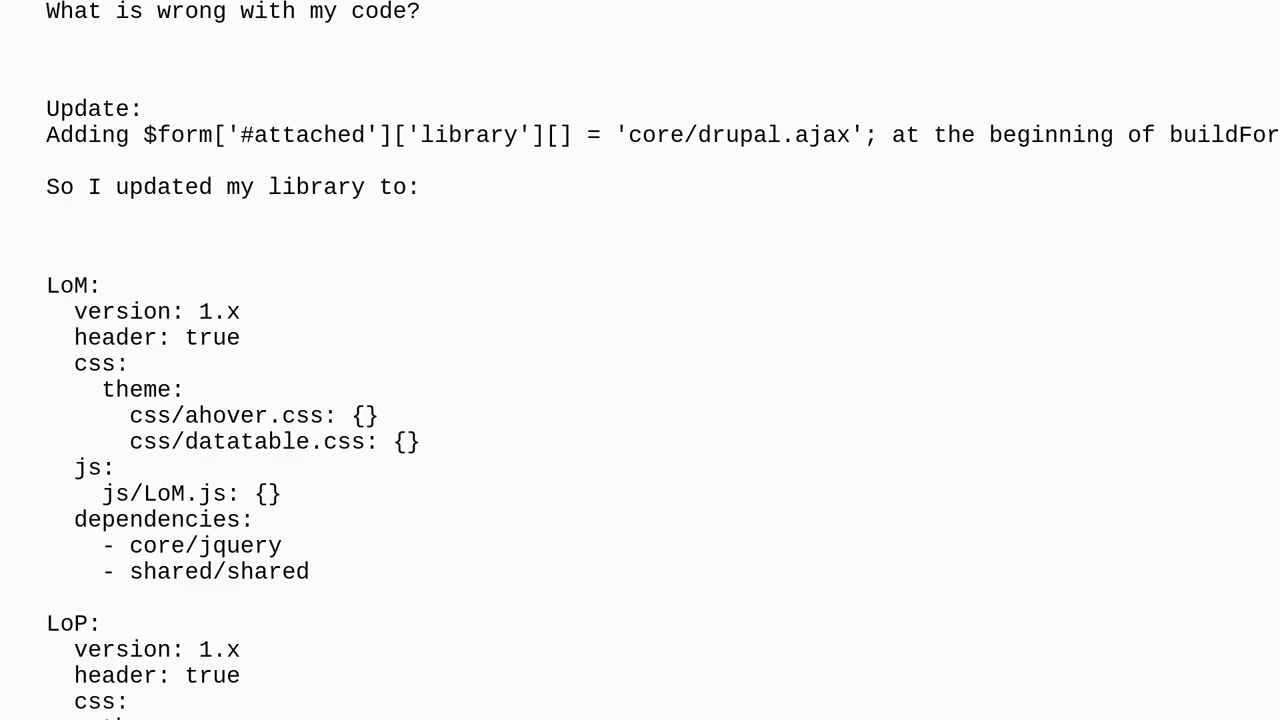 What is wrong with my code?
Update:
Adding $form['#attached']['library'][] = 'core/drupal.ajax'; at the beginning of buildFor
So I updated my library to:
LoM:
version: 1.x
header: true
css:
theme:
css/ahover.css: {}
css/datatable.css: {}
js:
js/LoM.js: {}
dependencies:
- core/jquery
- shared/shared
LoP:
version: 1.x
header: true
css: